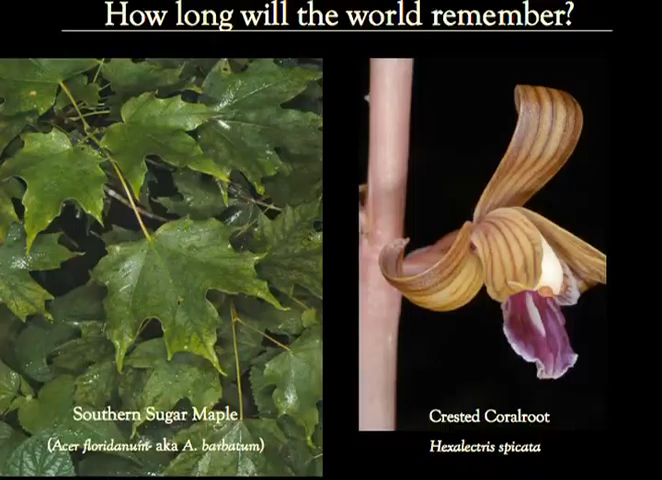 How long will the world remember?
Southern Sugar Maple
(Acer floridanum- aka A. barbatum)
Crested Coralroot
Hexalectris spicata